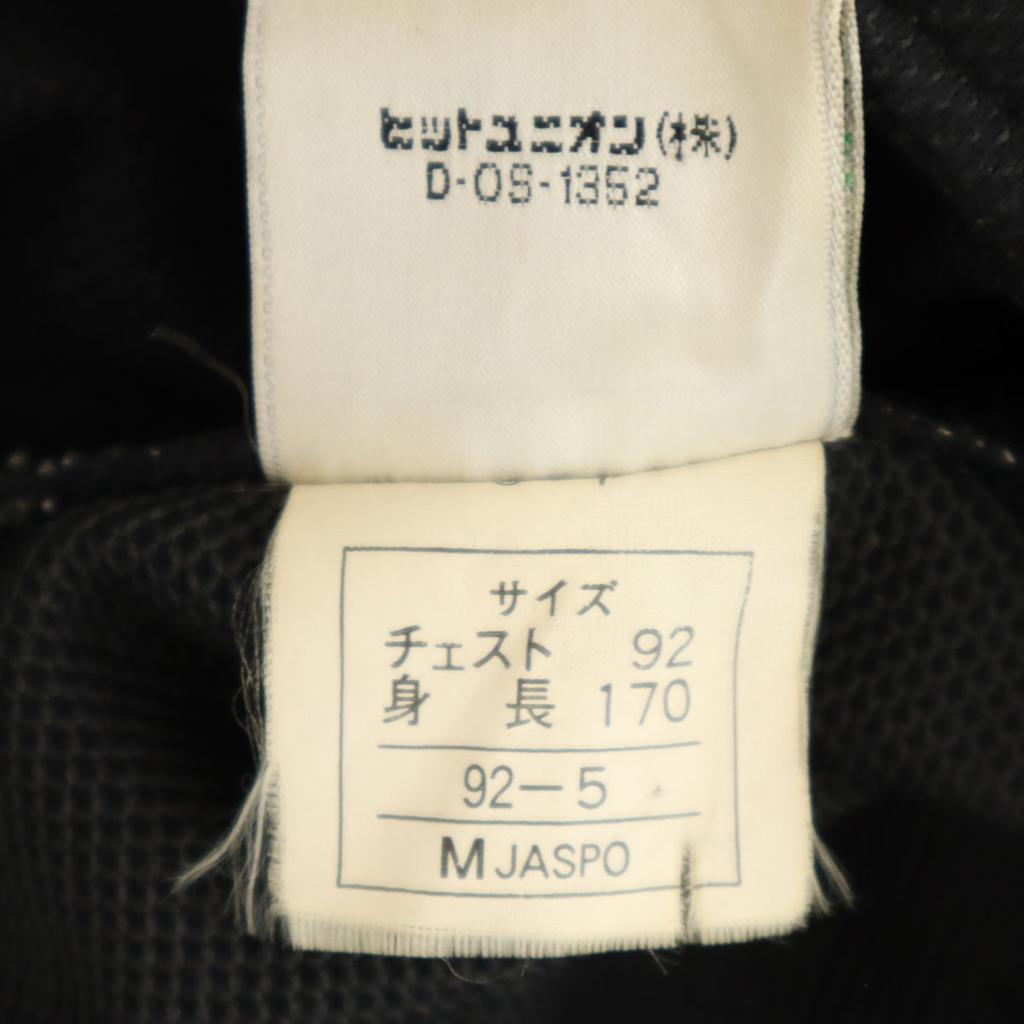 ヒットユニオン(株)
D-OS-1352
サイズ
チェスト 92
身 長 170
92-5
M JASPO